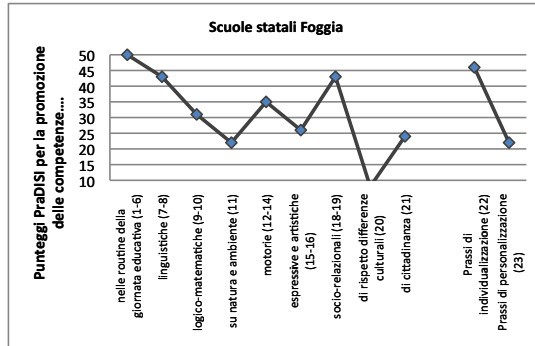 Scuole statali Foggia
Punteggi PraDISI per la promozione
delle competenze....
50
45
40
35
30
25
20
15
10
nelle routine della
giornata educativa (1-6)
linguistiche (7-8)
logico-matematiche (9-10)
su natura e ambiente (11)
motorie (12-14)
espressive e artistiche
(15-16)
socio-relazionali (18-19)
di rispetto differenze
culturali (20)
di cittadinanza (21)
Prassi di
individualizzazione (22)
Prassi di personalizzazione
(23)